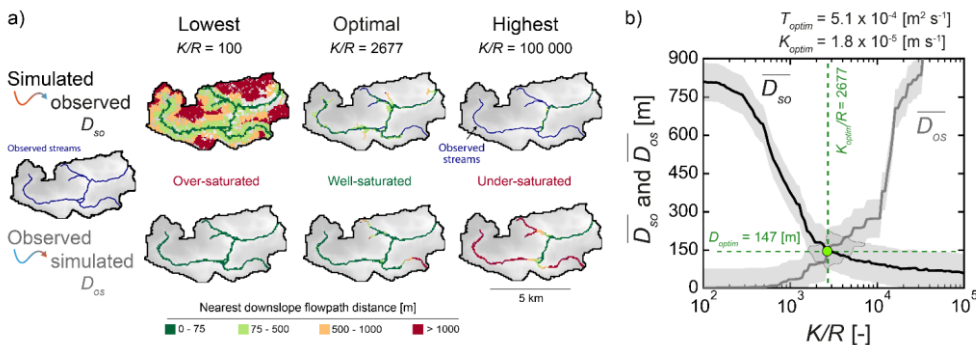 a)
Lowest
K/R = 100
Optimal
K/R = 2677
Highest
K/R = 100 000
Simulated
observed
Dso
Observed streams
Observed
streams
Over-saturated
Well-saturated
Under-saturated
Observed
simulated
Dos
5 km
Nearest downslope flowpath distance [m]
0 - 75
75 - 500
500 - 1000
> 1000
b)
Toptim = 5.1 x 10⁻⁴ [m² s⁻¹]
Koptim = 1.8 x 10⁻⁵ [m s⁻¹]
Dso and Dos [m]
900
750
600
450
300
150
0
Dso
Koptim/R = 2677
Dos
Doptim = 147 [m]
10²
10³
10⁴
10⁵
K/R [-]